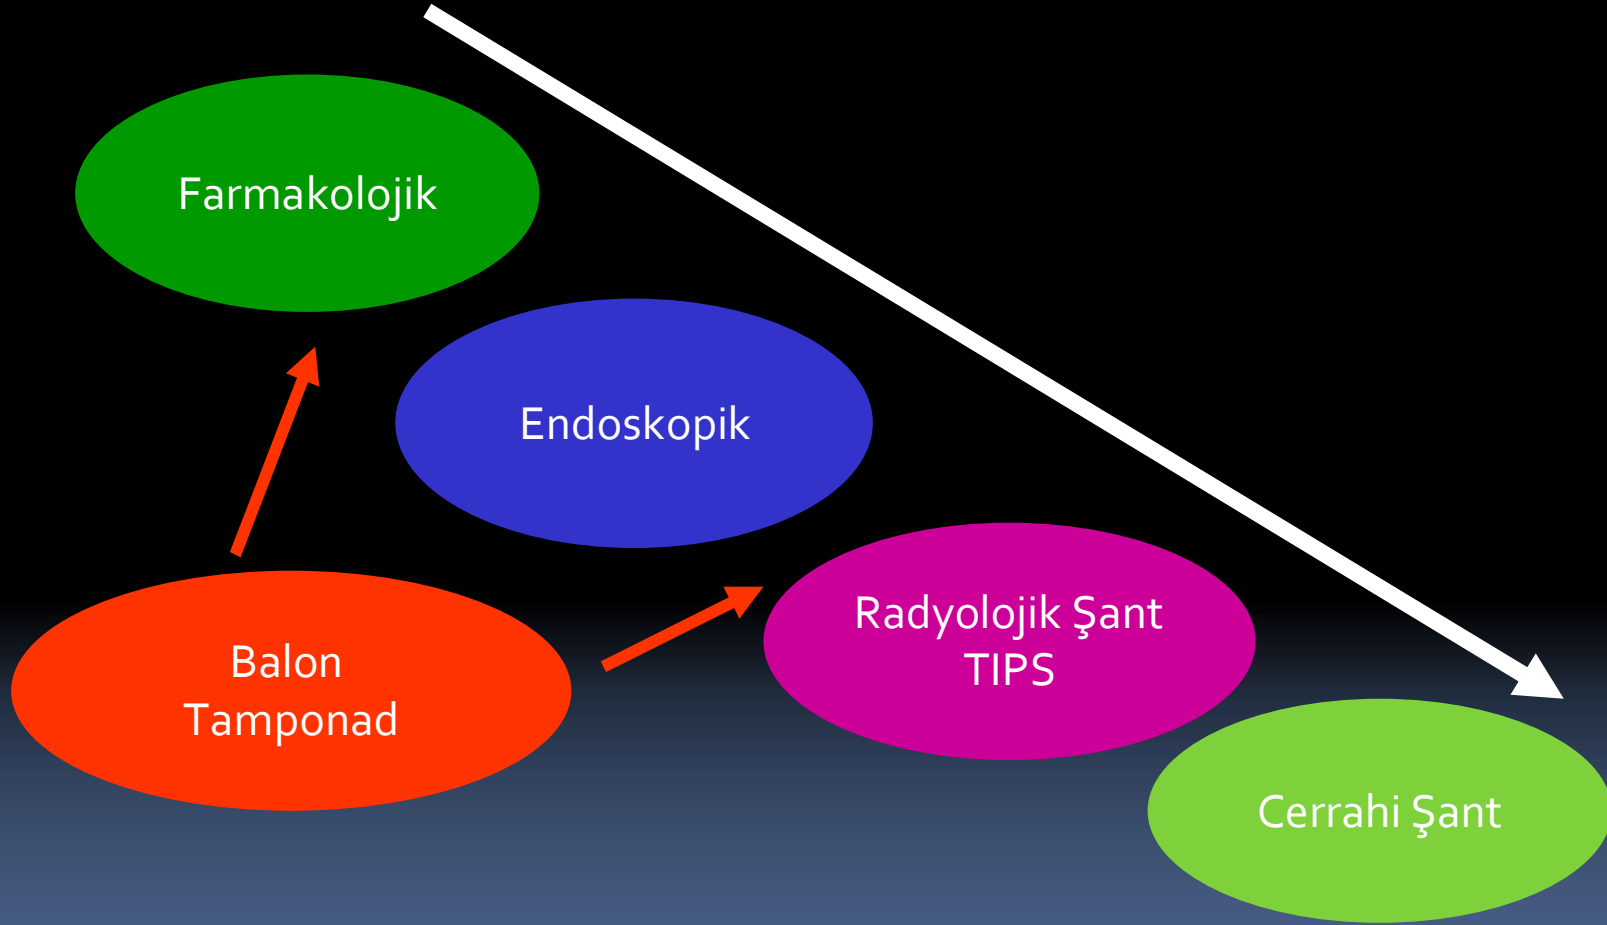 Farmakolojik
Endoskopik
Radyolojik Şant
TIPS
Balon
Tamponad
Cerrahi Şant